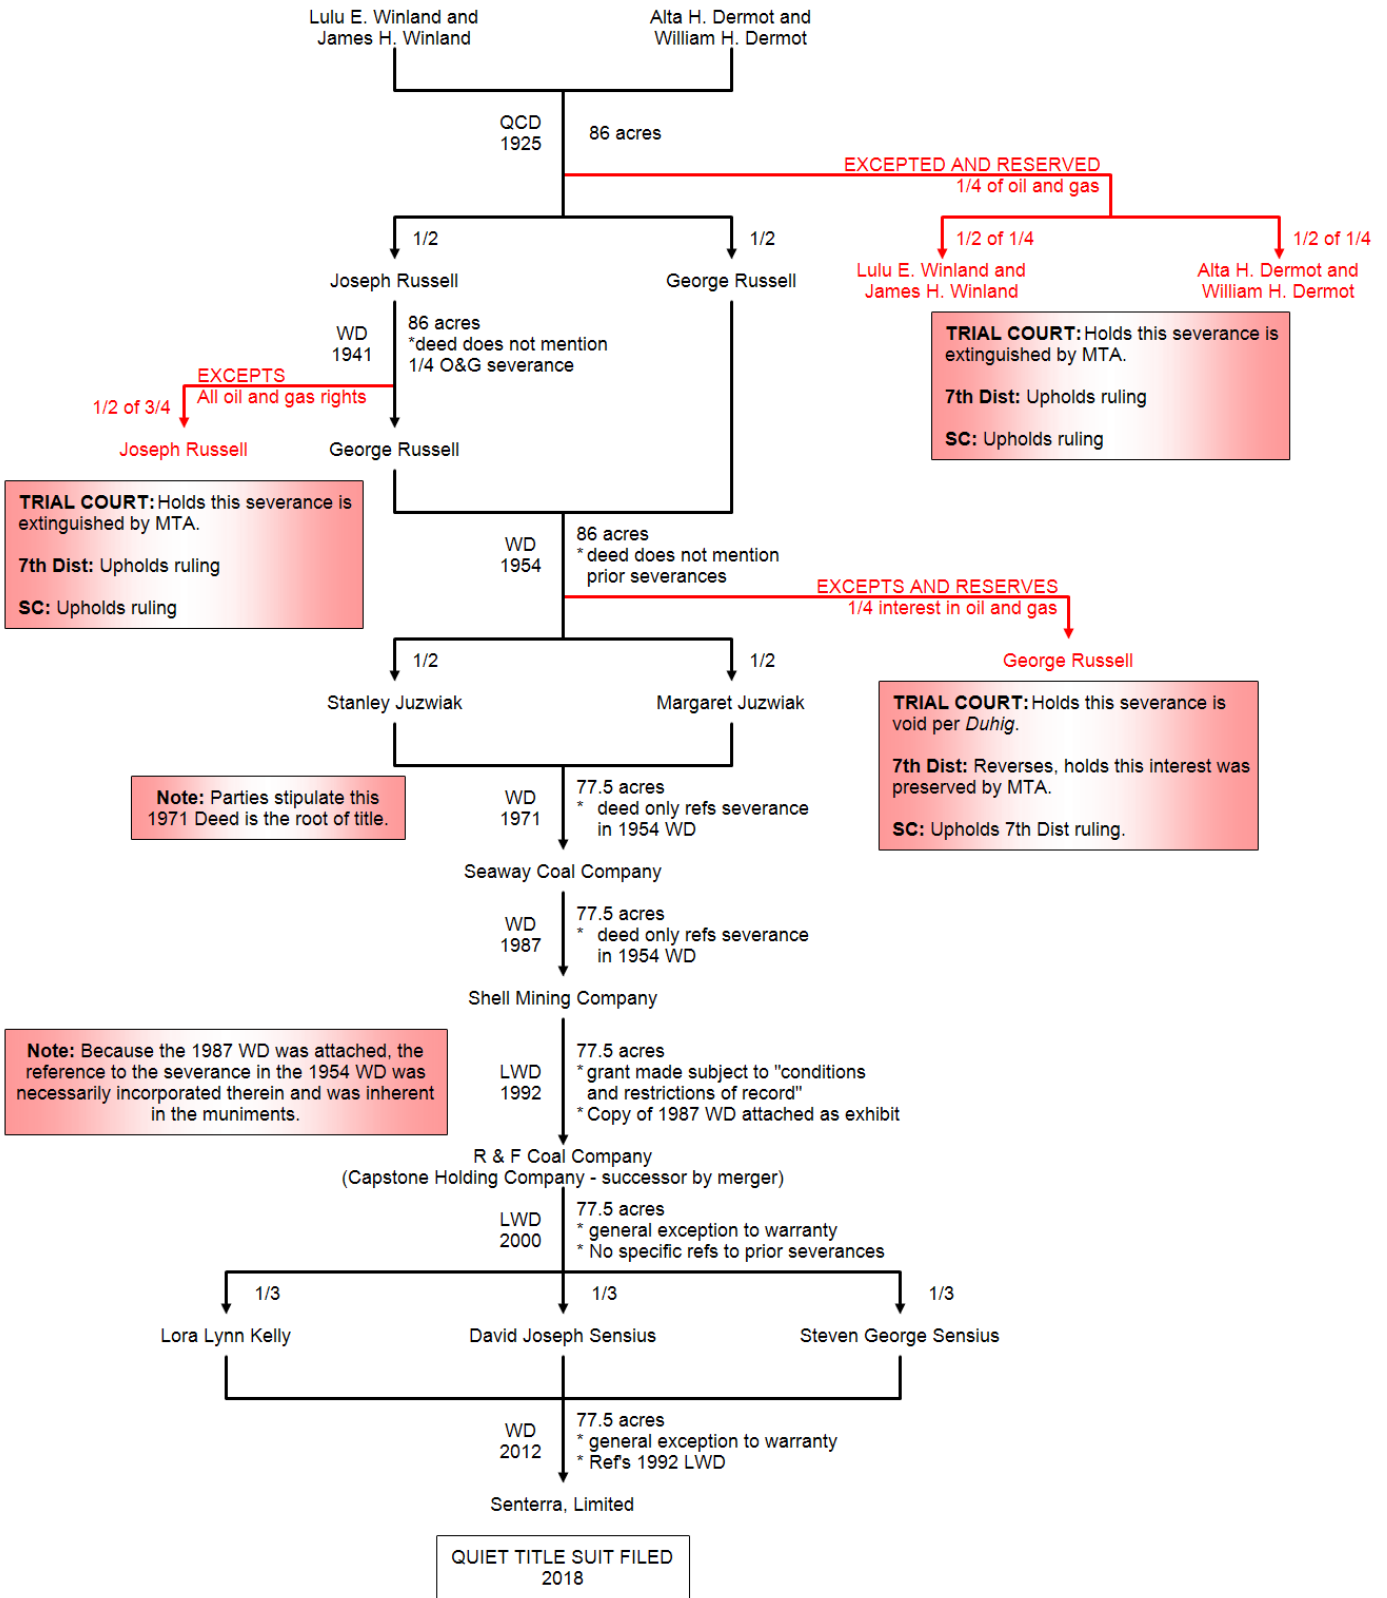 Lulu E. Winland and
James H. Winland
Alta H. Dermot and
William H. Dermot
QCD
1925
86 acres
EXCEPTED AND RESERVED
1/4 of oil and gas
1/2
1/2
1/2 of 1/4
1/2 of 1/4
Joseph Russell
George Russell
Lulu E. Winland and
James H. Winland
Alta H. Dermot and
William H. Dermot
WD
1941
86 acres
*deed does not mention
1/4 O&G severance
TRIAL COURT: Holds this severance is
extinguished by MTA.
7th Dist: Upholds ruling
SC: Upholds ruling
EXCEPTS
All oil and gas rights
1/2 of 3/4
Joseph Russell
George Russell
TRIAL COURT: Holds this severance is
extinguished by MTA.
7th Dist: Upholds ruling
SC: Upholds ruling
WD
1954
86 acres
* deed does not mention
prior severances
EXCEPTS AND RESERVES
1/4 interest in oil and gas
1/2
1/2
George Russell
Stanley Juzwiak
Margaret Juzwiak
TRIAL COURT: Holds this severance is
void per Duhig.
7th Dist: Reverses, holds this interest was
preserved by MTA.
SC: Upholds 7th Dist ruling.
Note: Parties stipulate this
1971 Deed is the root of title.
WD
1971
77.5 acres
* deed only refs severance
in 1954 WD
Seaway Coal Company
WD
1987
77.5 acres
* deed only refs severance
in 1954 WD
Shell Mining Company
Note: Because the 1987 WD was attached, the
reference to the severance in the 1954 WD was
necessarily incorporated therein and was inherent
in the muniments.
LWD
1992
77.5 acres
* grant made subject to "conditions
and restrictions of record"
* Copy of 1987 WD attached as exhibit
R & F Coal Company
(Capstone Holding Company - successor by merger)
LWD
2000
77.5 acres
* general exception to warranty
* No specific refs to prior severances
1/3
1/3
1/3
Lora Lynn Kelly
David Joseph Sensius
Steven George Sensius
WD
2012
77.5 acres
* general exception to warranty
* Ref's 1992 LWD
Senterra, Limited
QUIET TITLE SUIT FILED
2018